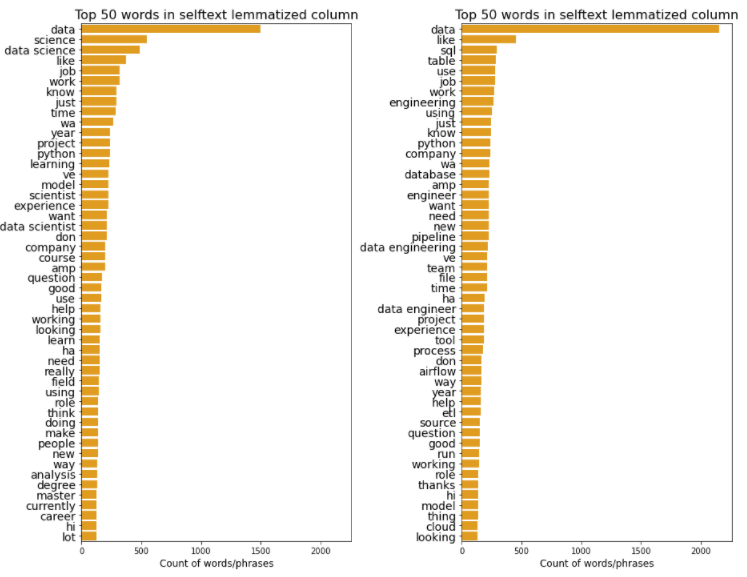 Top 50 words in selftext lemmatized column
data
science
data science
like
job
work
know
just
time
wa
year
project
python
learning
ve
model
scientist
experience
want
data scientist
don
company
course
amp
question
good
use
help
working
looking
learn
ha
need
really
field
using
role
think
doing
make
people
new
way
analysis
degree
master
currently
career
hi
lot
0 500 1000 1500 2000
Count of words/phrases
Top 50 words in selftext lemmatized column
data
like
sql
table
use
job
work
engineering
using
just
know
python
company
wa
database
amp
engineer
want
need
new
pipeline
data engineering
ve
team
file
time
ha
data engineer
project
experience
tool
process
don
airflow
way
year
help
etl
source
question
good
run
working
role
thanks
hi
model
thing
cloud
looking
0 500 1000 1500 2000
Count of words/phrases